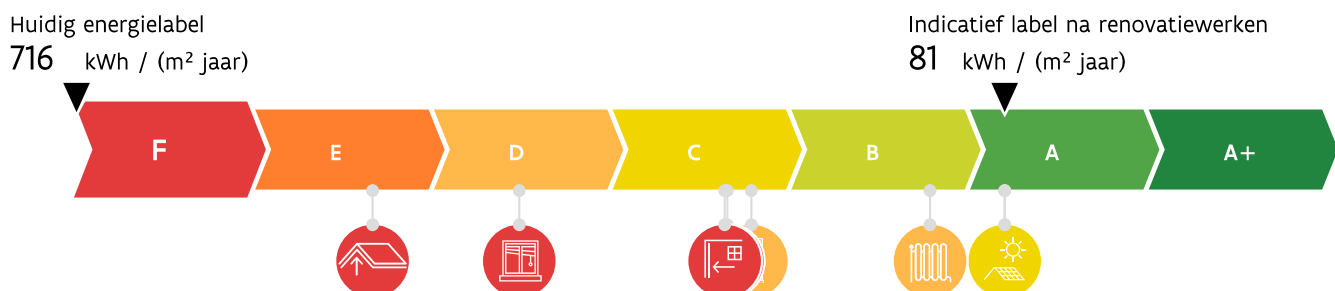 Huidig energielabel
716 kWh / (m² jaar)
Indicatief label na renovatiewerken
81 kWh / (m² jaar)
F E D C B A A+